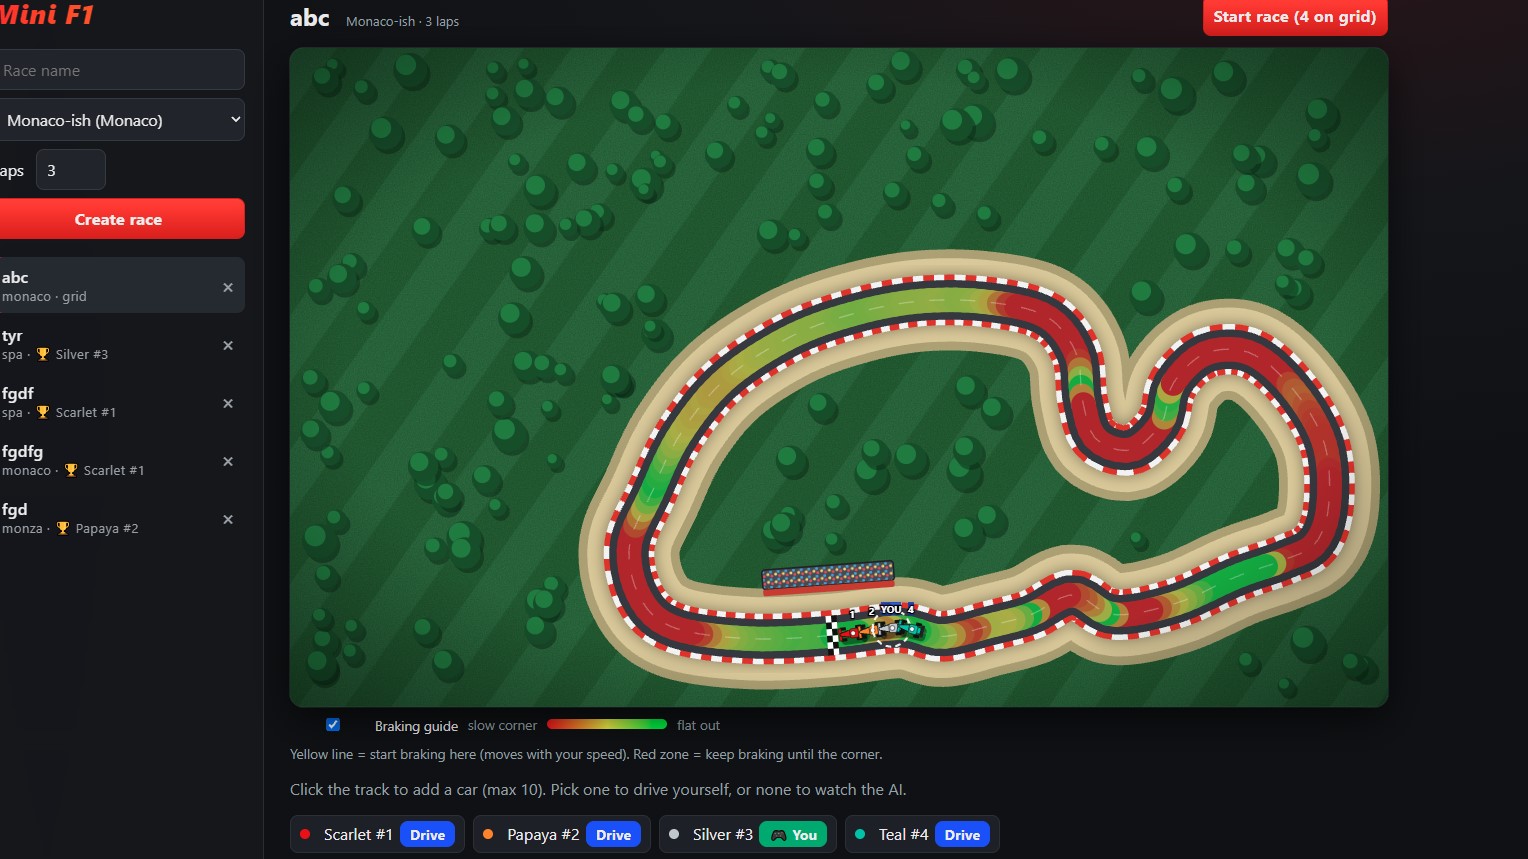 Mini F1
Race name
Monaco-ish (Monaco)
aps 3
Create race
abc
monaco · grid
×
tyr
spa · 🏆 Silver #3
×
fgdf
spa · 🏆 Scarlet #1
×
fgdfg
monaco · 🏆 Scarlet #1
×
fgd
monza · 🏆 Papaya #2
×
abc Monaco-ish · 3 laps
Start race (4 on grid)
1 2 YOU 4
Braking guide slow corner flat out
Yellow line = start braking here (moves with your speed). Red zone = keep braking until the corner.
Click the track to add a car (max 10). Pick one to drive yourself, or none to watch the AI.
Scarlet #1 Drive Papaya #2 Drive Silver #3 🎮 You Teal #4 Drive